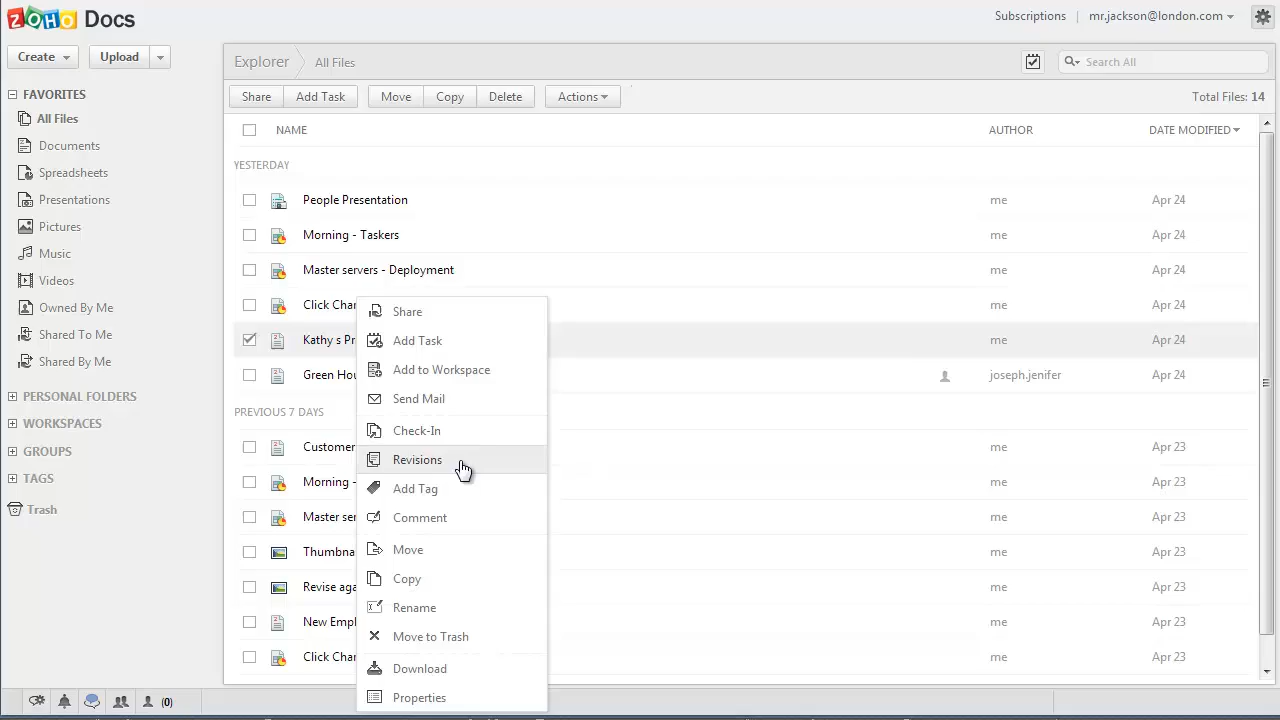 ZOHO Docs
Subscriptions | mr.jackson@london.com
Create
Upload
Explorer
All Files
Search All
Share
Add Task
Move
Copy
Delete
Actions
Total Files: 14
FAVORITES
All Files
Documents
Spreadsheets
Presentations
Pictures
Music
Videos
Owned By Me
Shared To Me
Shared By Me
PERSONAL FOLDERS
WORKSPACES
GROUPS
TAGS
Trash
NAME AUTHOR DATE MODIFIED
YESTERDAY
People Presentation me Apr 24
Morning - Taskers me Apr 24
Master servers - Deployment me Apr 24
Click Char me Apr 24
Kathy s Pr me Apr 24
Green Hou joseph.jenifer Apr 24
PREVIOUS 7 DAYS
Customer me Apr 23
Morning - me Apr 23
Master ser me Apr 23
Thumbna me Apr 23
Revise aga me Apr 23
New Empl me Apr 23
Click Char me Apr 23
Share
Add Task
Add to Workspace
Send Mail
Check-In
Revisions
Add Tag
Comment
Move
Copy
Rename
Move to Trash
Download
Properties
(0)